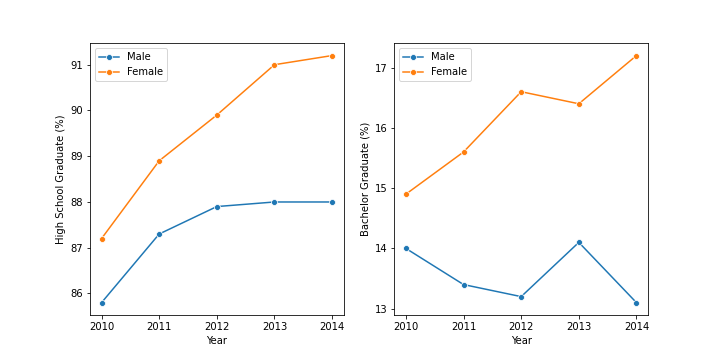 Male
Female
High School Graduate (%)
91
90
89
88
87
86
2010 2011 2012 2013 2014
Year
Male
Female
Bachelor Graduate (%)
17
16
15
14
13
2010 2011 2012 2013 2014
Year